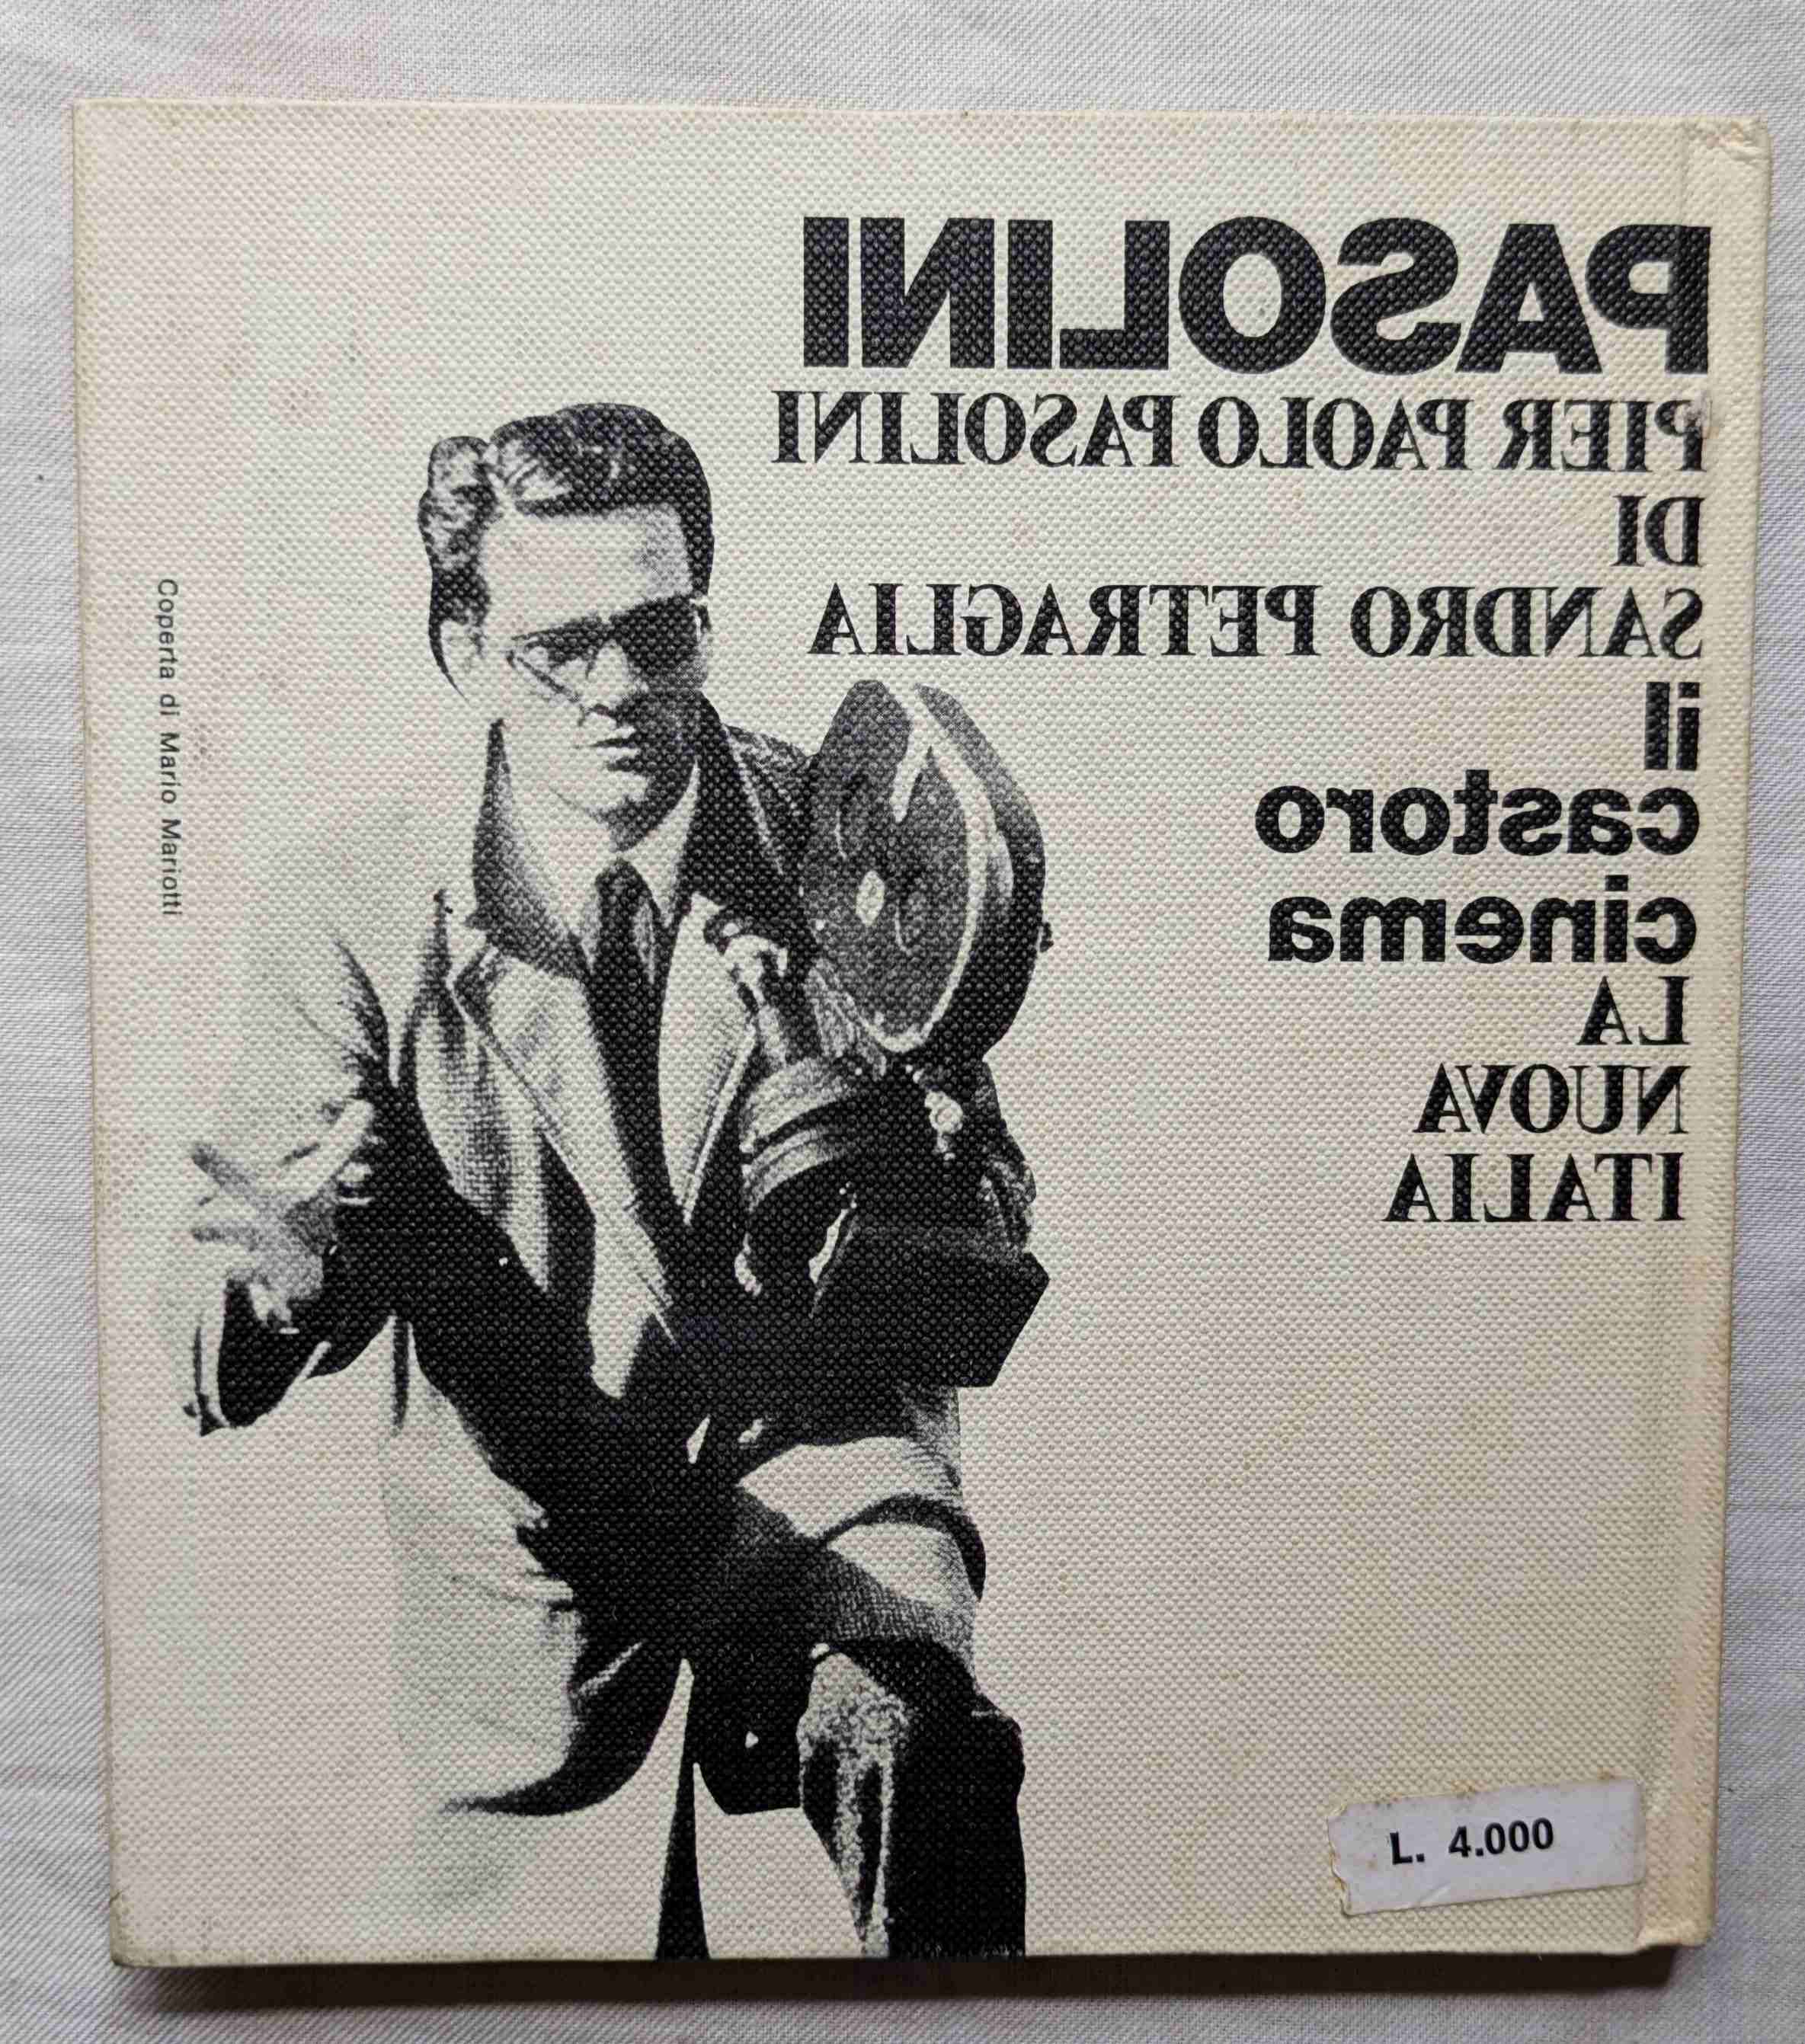 PASOLINI
PIER PAOLO PASOLINI
DI
SANDRO PETRAGLIA
il
castoro
cinema
LA
NUOVA
ITALIA
Coperta di Mario Mariotti
L. 4.000